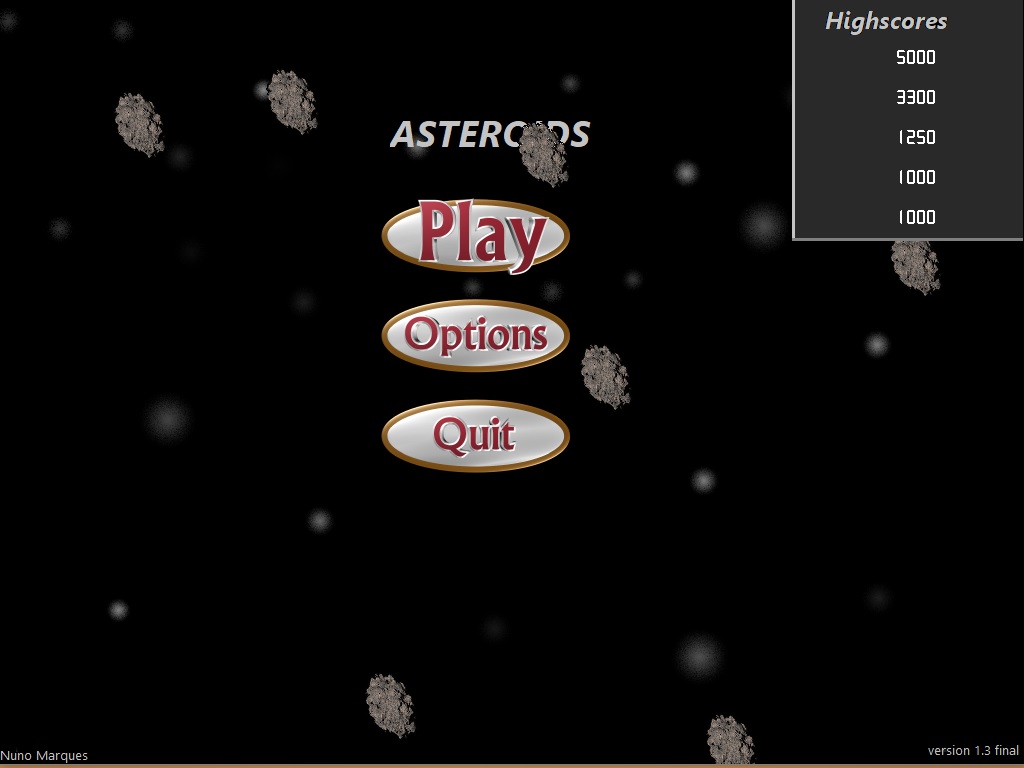 Highscores
5000
3300
1250
1000
1000
ASTEROIDS
Play
Options
Quit
Nuno Marques
version 1.3 final